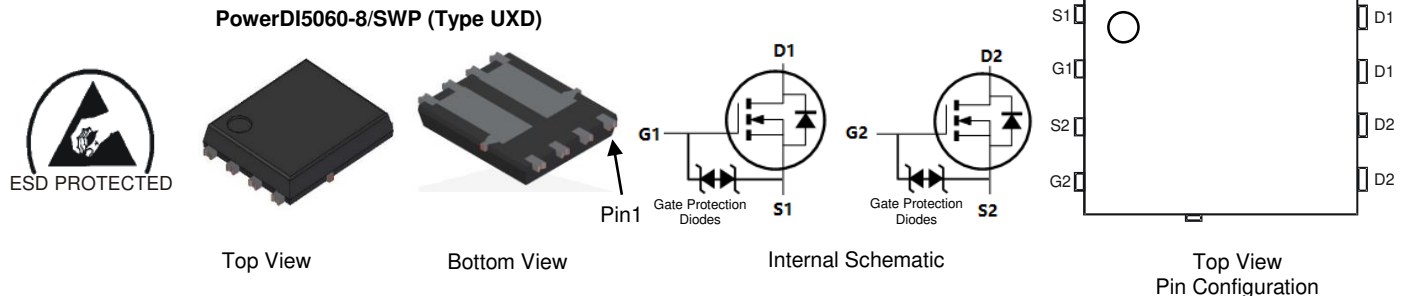 PowerDI5060-8/SWP (Type UXD)
ESD PROTECTED
Top View
Pin1
Bottom View
D1
G1
Gate Protection
Diodes
S1
D2
G2
Gate Protection
Diodes
S2
Internal Schematic
S1
D1
G1
D1
S2
D2
G2
D2
Top View
Pin Configuration